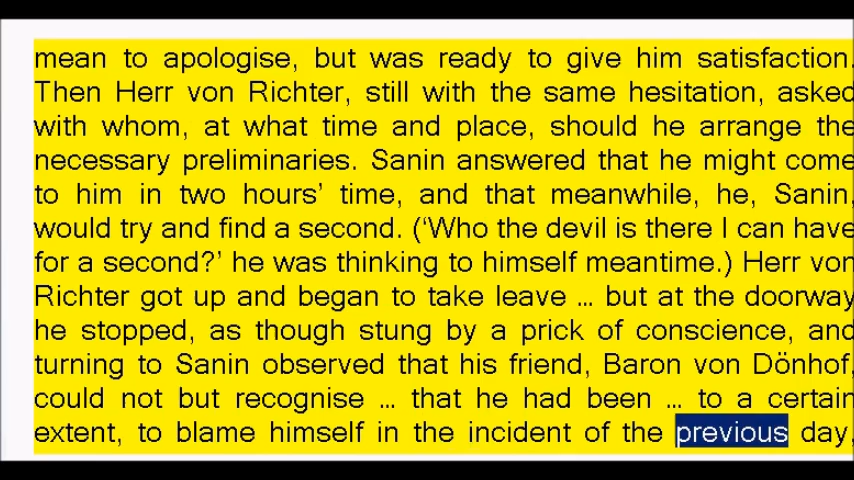 mean to apologise, but was ready to give him satisfaction.
Then Herr von Richter, still with the same hesitation, asked
with whom, at what time and place, should he arrange the
necessary preliminaries. Sanin answered that he might come
to him in two hours’ time, and that meanwhile, he, Sanin,
would try and find a second. (‘Who the devil is there I can have
for a second?’ he was thinking to himself meantime.) Herr von
Richter got up and began to take leave ... but at the doorway
he stopped, as though stung by a prick of conscience, and
turning to Sanin observed that his friend, Baron von Dönhof,
could not but recognise ... that he had been ... to a certain
extent, to blame himself in the incident of the previous day,